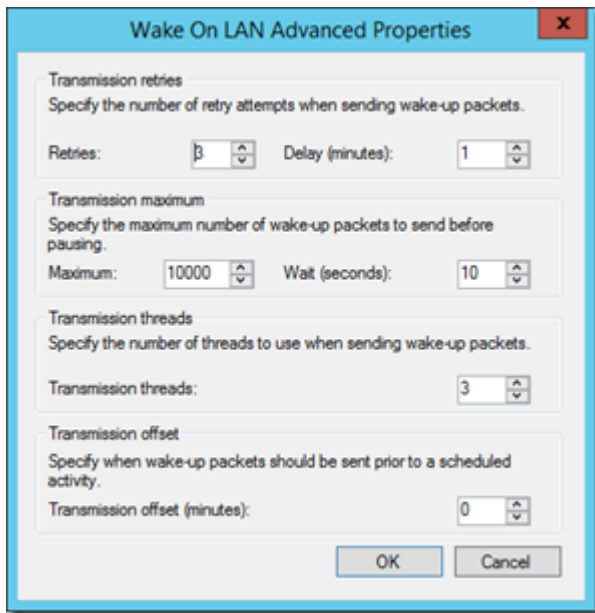 Wake On LAN Advanced Properties
x
Transmission retries
Specify the number of retry attempts when sending wake-up packets.
Retries: 3 Delay (minutes): 1
Transmission maximum
Specify the maximum number of wake-up packets to send before
pausing.
Maximum: 10000 Wait (seconds): 10
Transmission threads
Specify the number of threads to use when sending wake-up packets.
Transmission threads: 3
Transmission offset
Specify when wake-up packets should be sent prior to a scheduled
activity.
Transmission offset (minutes): 0
OK Cancel